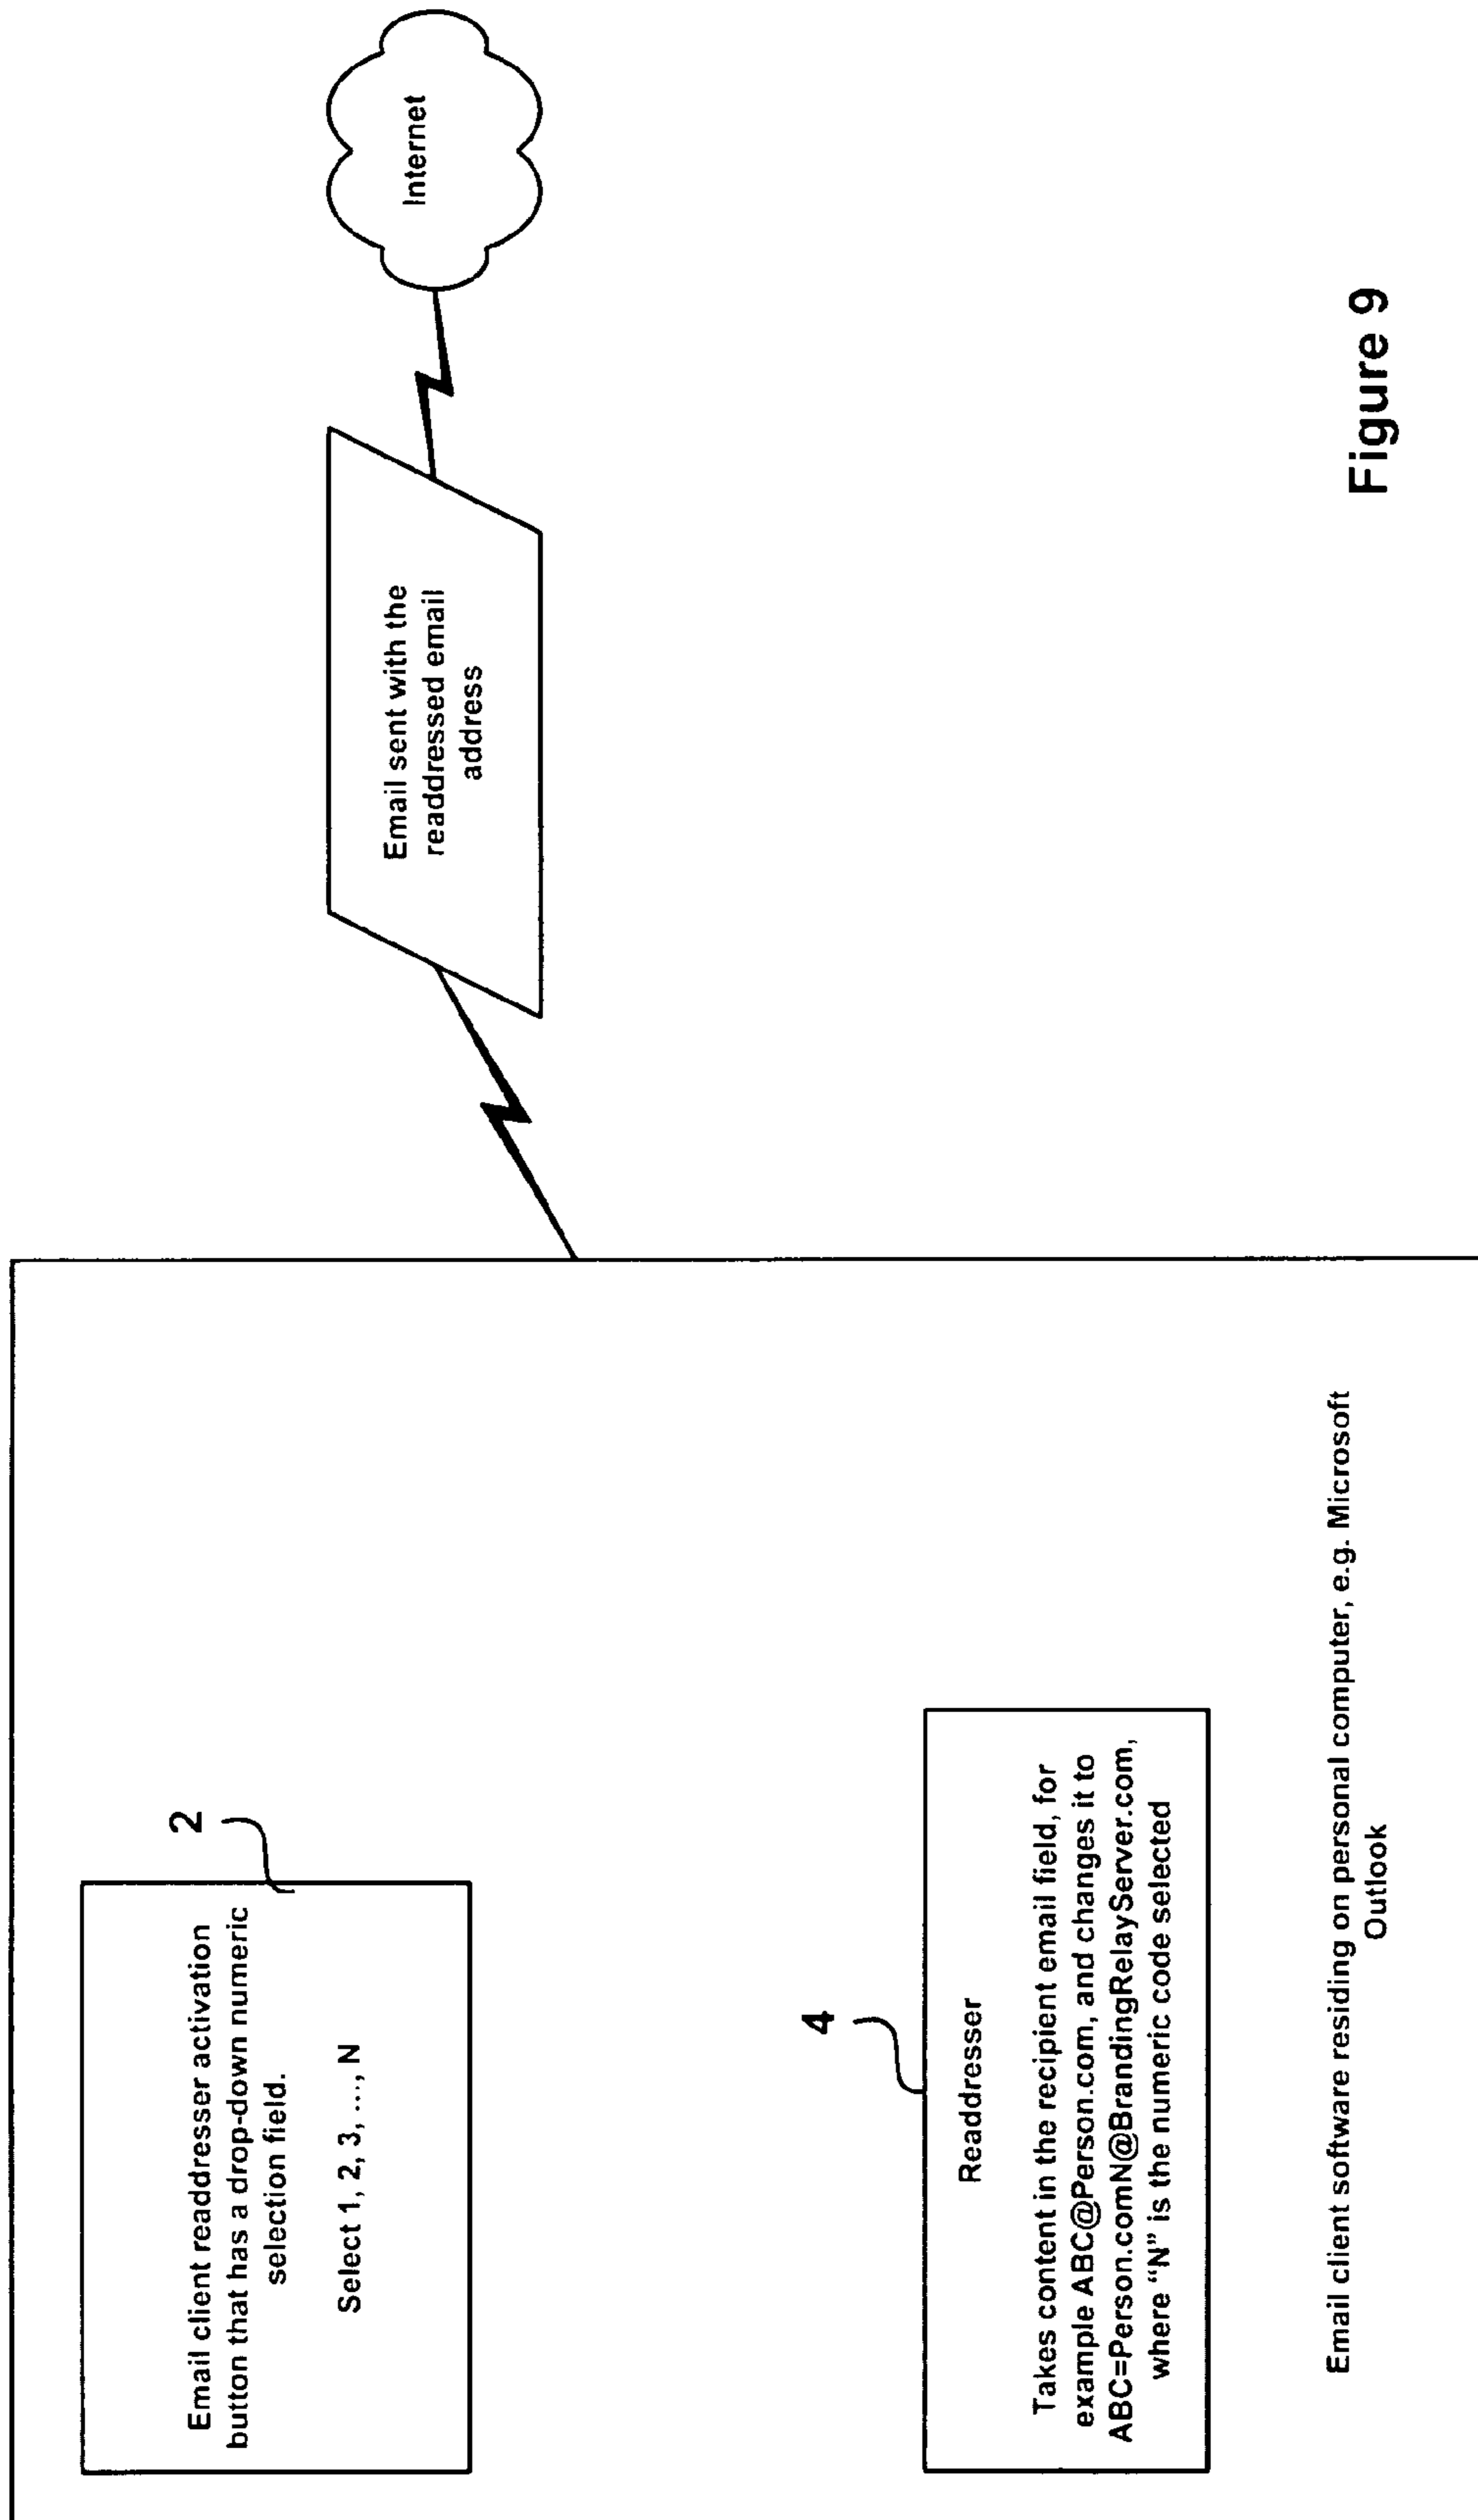 Email client readdresser activation
button that has a drop-down numeric
selection field.
Select 1, 2, 3, ..., N
2
Email sent with the
readdressed email
address
Internet
4
Readdresser
Takes content in the recipient email field, for
example ABC@Person.com, and changes it to
ABC=Person.comN@BrandingRelayServer.com,
where “N” is the numeric code selected
Email client software residing on personal computer, e.g. Microsoft
Outlook
Figure 9